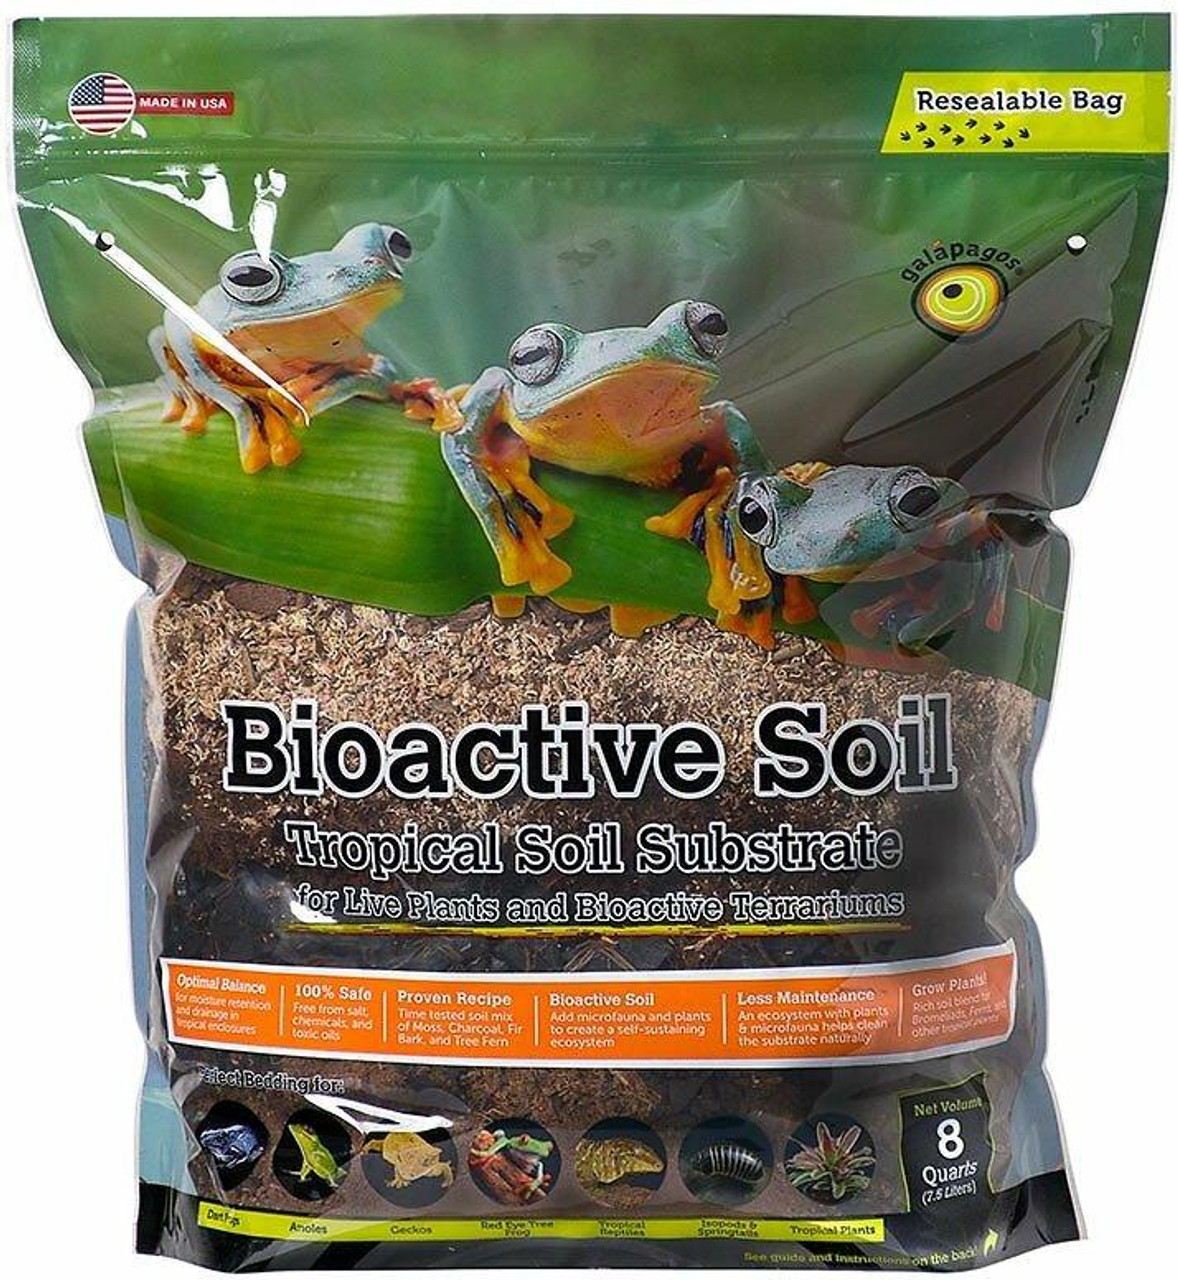 MADE IN USA
Resealable Bag
galápagos®
Bioactive Soil
Tropical Soil Substrate
for Live Plants and Bioactive Terrariums
Optimal Balance
for moisture retention
and drainage in
tropical enclosures
100% Safe
Free from salt,
chemicals, and
toxic oils
Proven Recipe
Time tested soil mix
of Moss, Charcoal, Fir
Bark, and Tree Fern
Bioactive Soil
Add microfauna and plants
to create a self-sustaining
ecosystem
Less Maintenance
An ecosystem with plants
& microfauna helps clean
the substrate naturally
Grow Plants!
Rich soil blend for
Bromeliads, Ferns, and
other tropical plants
Perfect Bedding for:
Dart Frogs
Anoles
Geckos
Red Eye Tree
Frog
Tropical
Reptiles
Isopods &
Springtails
Tropical Plants
Net Volume
8
Quarts
(7.5 Liters)
See guide and instructions on the back!